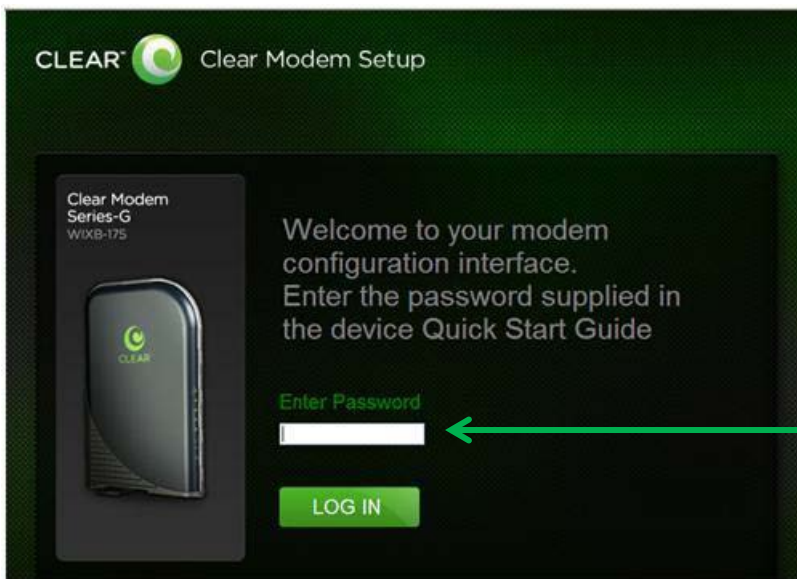 CLEAR™ Clear Modem Setup
Clear Modem
Series-G
WIXB-175
CLEAR
Welcome to your modem
configuration interface.
Enter the password supplied in
the device Quick Start Guide
Enter Password
LOG IN